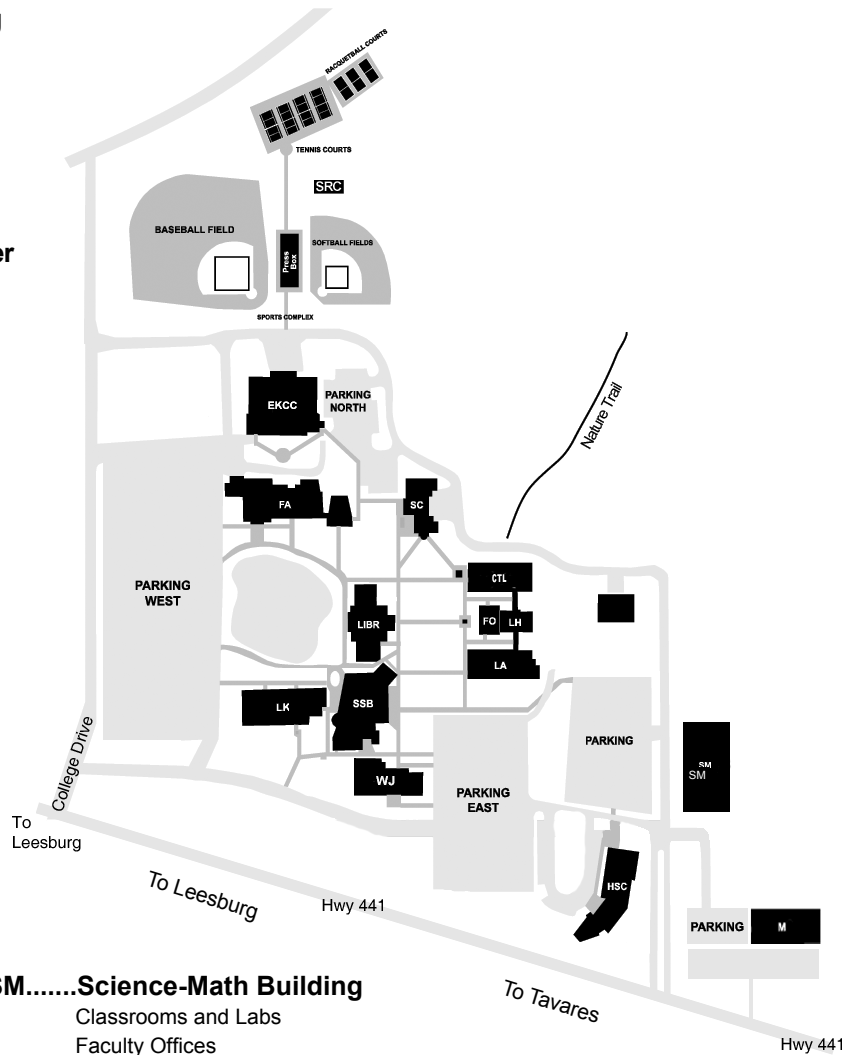 RACQUETBALL COURTS
TENNIS COURTS
SRC
BASEBALL FIELD
Press
Box
SOFTBALL FIELDS
er
SPORTS COMPLEX
EKCC
PARKING
NORTH
Nature Trail
FA
SC
CTL
PARKING
WEST
LIBR
FO
LH
LA
LK
SSB
PARKING
SM
SM
WJ
PARKING
EAST
College Drive
To
Leesburg
To Leesburg
Hwy 441
HSC
PARKING
M
SM.......Science-Math Building
Classrooms and Labs
Faculty Offices
To Tavares
Hwy 441